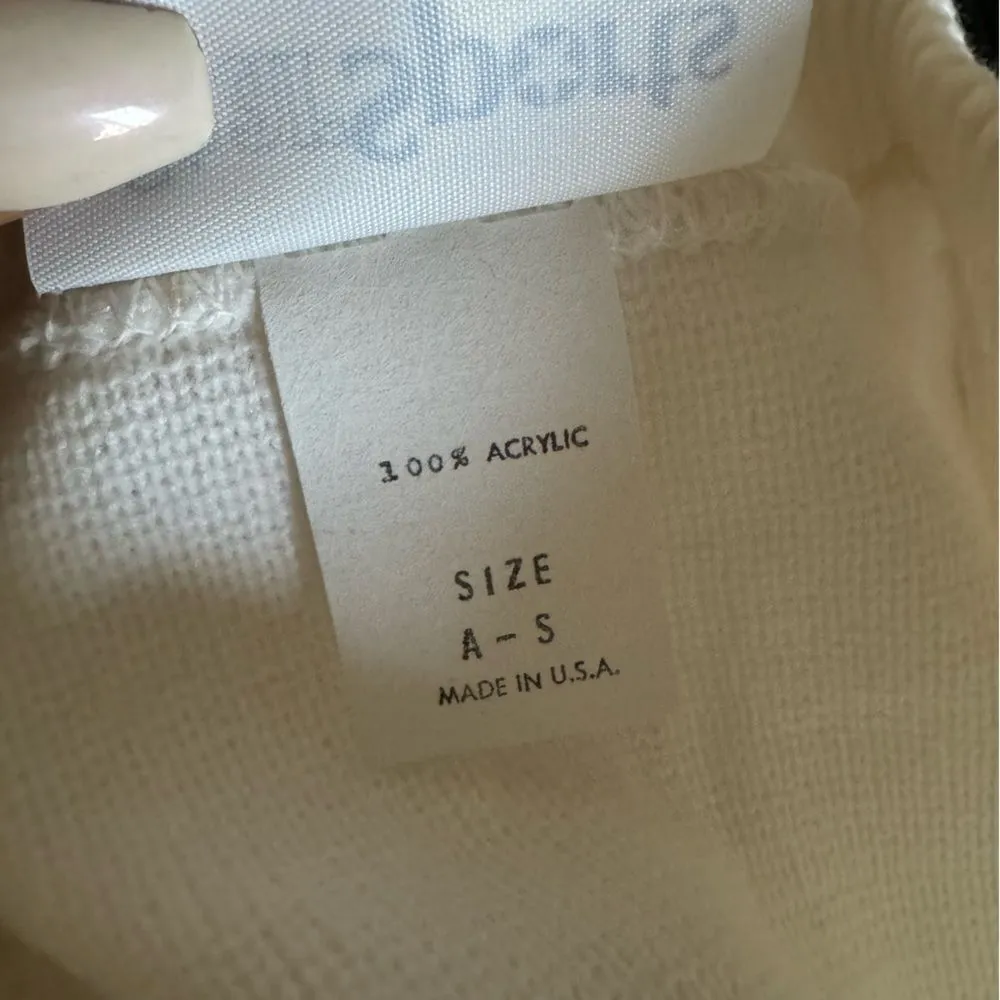 100% ACRYLIC
SIZE
A - S
MADE IN U.S.A.